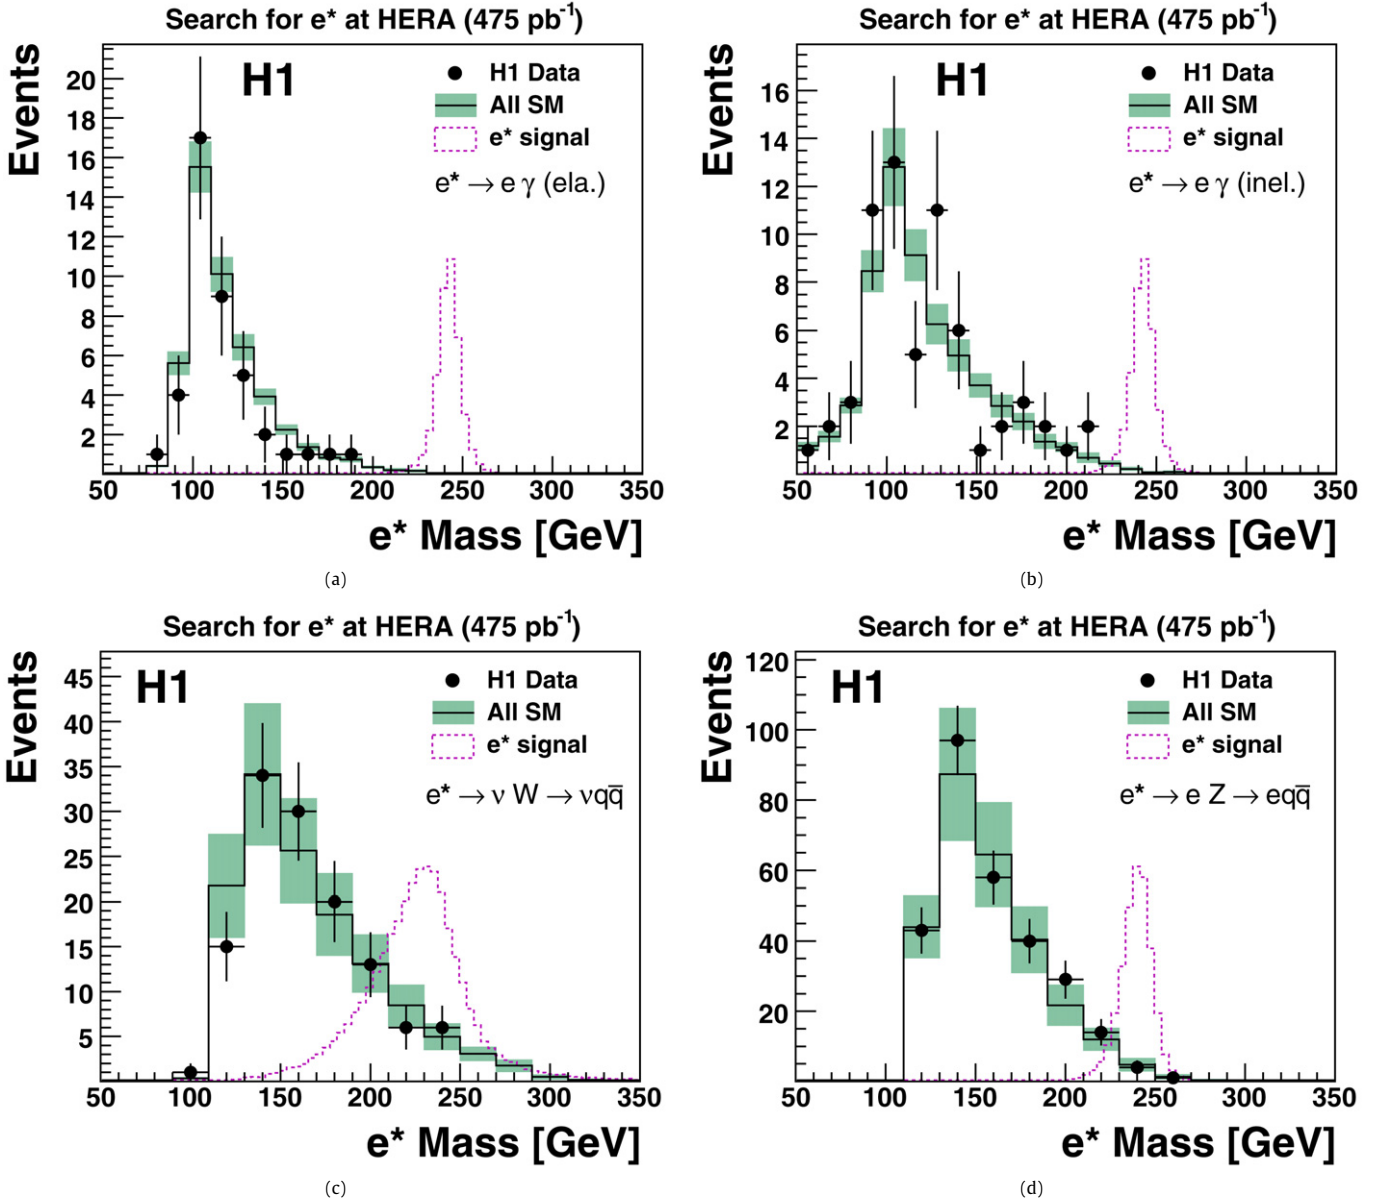 Search for e* at HERA (475 pb⁻¹)
Events
H1
H1 Data
All SM
e* signal
e* → e γ (ela.)
20
18
16
14
12
10
8
6
4
2
50 100 150 200 250 300 350
e* Mass [GeV]
(a)
Search for e* at HERA (475 pb⁻¹)
Events
H1
H1 Data
All SM
e* signal
e* → e γ (inel.)
16
14
12
10
8
6
4
2
50 100 150 200 250 300 350
e* Mass [GeV]
(b)
Search for e* at HERA (475 pb⁻¹)
Events
H1
H1 Data
All SM
e* signal
e* → ν W → νqq̅
45
40
35
30
25
20
15
10
5
50 100 150 200 250 300 350
e* Mass [GeV]
(c)
Search for e* at HERA (475 pb⁻¹)
Events
H1
H1 Data
All SM
e* signal
e* → e Z → eqq̅
120
100
80
60
40
20
50 100 150 200 250 300 350
e* Mass [GeV]
(d)